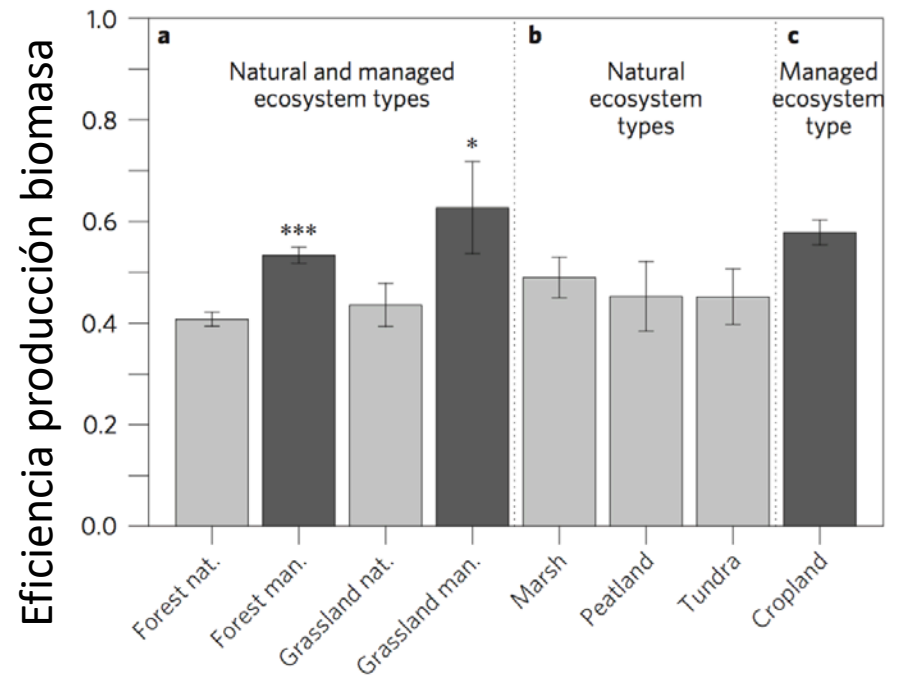 Eficiencia producción biomasa
1.0
0.8
0.6
0.4
0.2
0.0
a
Natural and managed
ecosystem types
***
*
b
Natural
ecosystem
types
c
Managed
ecosystem
type
Forest nat.
Forest man.
Grassland nat.
Grassland man.
Marsh
Peatland
Tundra
Cropland